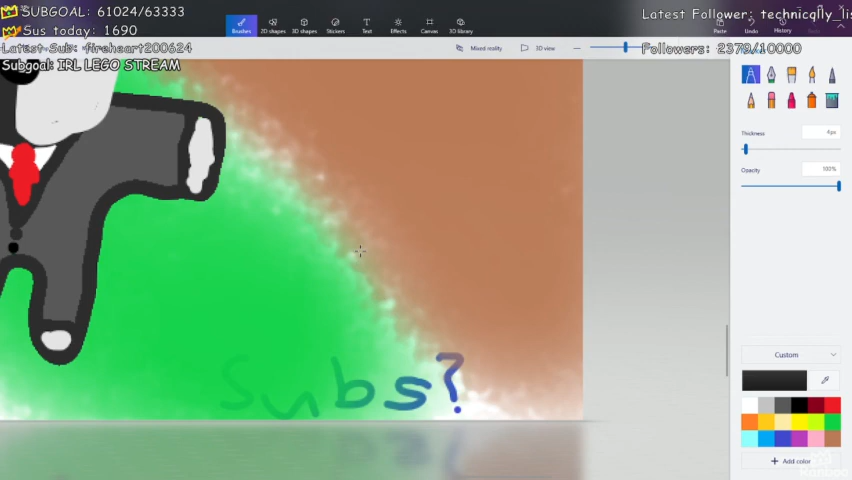 SUBGOAL: 61024/63333
Sus today: 1690
Latest-Sub: fireheart200624
Subgoal: IRL LEGO STREAM
Latest Follower: technicqlly_lis
Followers: 2379/10000
Brushes
2D shapes
3D shapes
Stickers
Text
Effects
Canvas
3D library
Paste
Undo
History
Mixed reality
3D view
Thickness
4px
Opacity
100%
Custom
+ Add color
Subs?